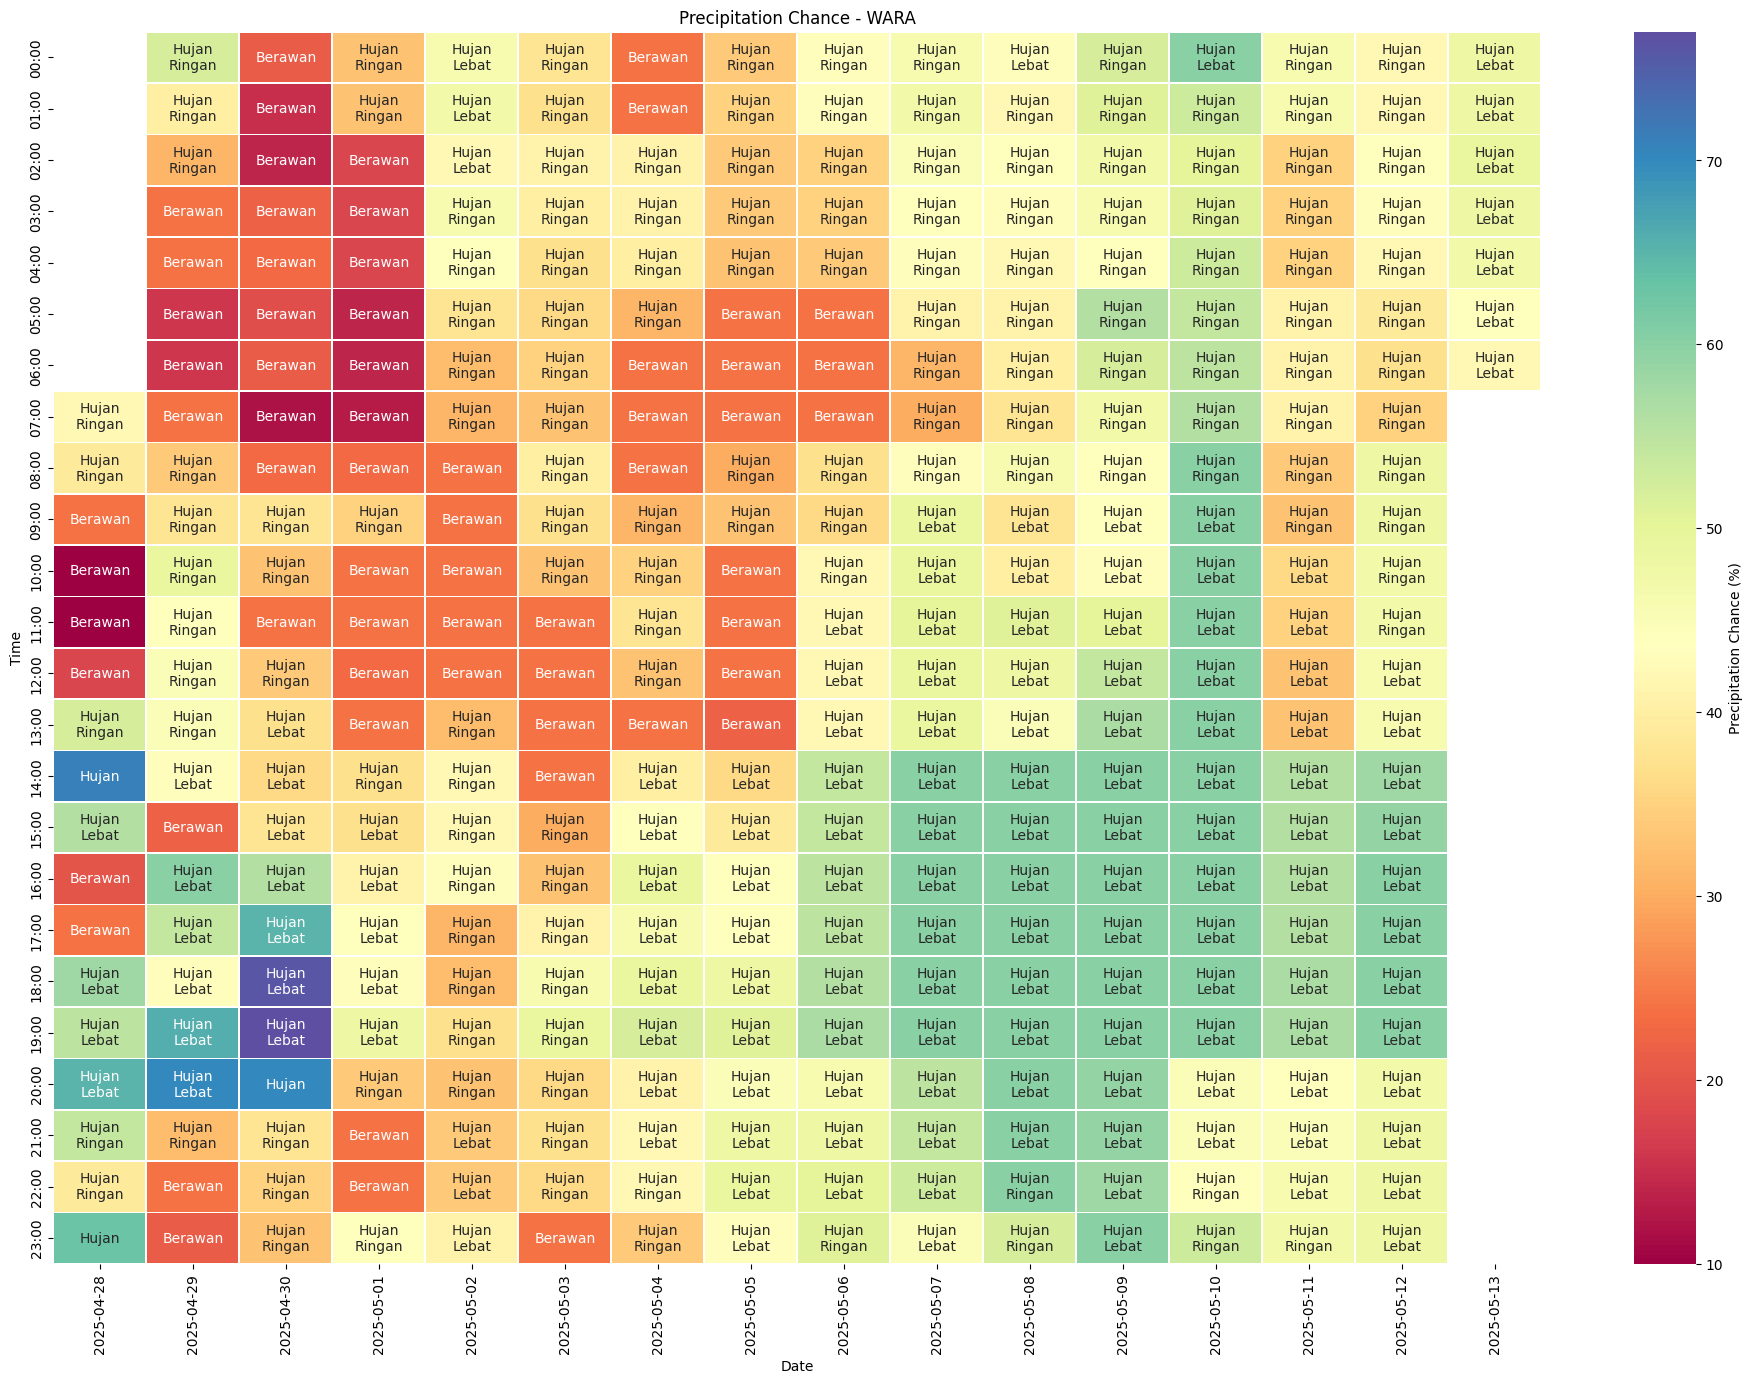 Precipitation Chance - WARA
00:00 Hujan Ringan Berawan Hujan Ringan Hujan Lebat Hujan Ringan Berawan Hujan Ringan Hujan Ringan Hujan Ringan Hujan Lebat Hujan Ringan Hujan Lebat Hujan Ringan Hujan Ringan Hujan Lebat
01:00 Hujan Ringan Berawan Hujan Ringan Hujan Lebat Hujan Ringan Berawan Hujan Ringan Hujan Ringan Hujan Ringan Hujan Ringan Hujan Ringan Hujan Ringan Hujan Ringan Hujan Ringan Hujan Lebat
02:00 Hujan Ringan Berawan Berawan Hujan Lebat Hujan Ringan Hujan Ringan Hujan Ringan Hujan Ringan Hujan Ringan Hujan Ringan Hujan Ringan Hujan Ringan Hujan Ringan Hujan Ringan Hujan Lebat
03:00 Berawan Berawan Berawan Hujan Ringan Hujan Ringan Hujan Ringan Hujan Ringan Hujan Ringan Hujan Ringan Hujan Ringan Hujan Ringan Hujan Ringan Hujan Ringan Hujan Ringan Hujan Lebat
04:00 Berawan Berawan Berawan Hujan Ringan Hujan Ringan Hujan Ringan Hujan Ringan Hujan Ringan Hujan Ringan Hujan Ringan Hujan Ringan Hujan Ringan Hujan Ringan Hujan Ringan Hujan Lebat
05:00 Berawan Berawan Berawan Hujan Ringan Hujan Ringan Hujan Ringan Berawan Berawan Hujan Ringan Hujan Ringan Hujan Ringan Hujan Ringan Hujan Ringan Hujan Ringan Hujan Lebat
06:00 Berawan Berawan Berawan Hujan Ringan Hujan Ringan Berawan Berawan Berawan Hujan Ringan Hujan Ringan Hujan Ringan Hujan Ringan Hujan Ringan Hujan Ringan Hujan Lebat
07:00 Hujan Ringan Berawan Berawan Berawan Hujan Ringan Hujan Ringan Berawan Berawan Berawan Hujan Ringan Hujan Ringan Hujan Ringan Hujan Ringan Hujan Ringan Hujan Ringan
08:00 Hujan Ringan Hujan Ringan Berawan Berawan Berawan Hujan Ringan Berawan Hujan Ringan Hujan Ringan Hujan Ringan Hujan Ringan Hujan Ringan Hujan Ringan Hujan Ringan Hujan Ringan
09:00 Berawan Hujan Ringan Hujan Ringan Hujan Ringan Berawan Hujan Ringan Hujan Ringan Hujan Ringan Hujan Ringan Hujan Lebat Hujan Lebat Hujan Lebat Hujan Lebat Hujan Ringan Hujan Ringan
10:00 Berawan Hujan Ringan Hujan Ringan Berawan Berawan Hujan Ringan Hujan Ringan Berawan Hujan Ringan Hujan Lebat Hujan Lebat Hujan Lebat Hujan Lebat Hujan Lebat Hujan Ringan
11:00 Berawan Hujan Ringan Berawan Berawan Berawan Berawan Hujan Ringan Berawan Hujan Lebat Hujan Lebat Hujan Lebat Hujan Lebat Hujan Lebat Hujan Lebat Hujan Ringan
12:00 Berawan Hujan Ringan Hujan Ringan Berawan Berawan Berawan Hujan Ringan Berawan Hujan Lebat Hujan Lebat Hujan Lebat Hujan Lebat Hujan Lebat Hujan Lebat Hujan Lebat
13:00 Hujan Ringan Hujan Ringan Hujan Lebat Berawan Hujan Ringan Berawan Berawan Berawan Hujan Lebat Hujan Lebat Hujan Lebat Hujan Lebat Hujan Lebat Hujan Lebat Hujan Lebat
14:00 Hujan Hujan Lebat Hujan Lebat Hujan Ringan Hujan Ringan Berawan Hujan Lebat Hujan Lebat Hujan Lebat Hujan Lebat Hujan Lebat Hujan Lebat Hujan Lebat Hujan Lebat Hujan Lebat
15:00 Hujan Lebat Berawan Hujan Lebat Hujan Lebat Hujan Ringan Hujan Ringan Hujan Lebat Hujan Lebat Hujan Lebat Hujan Lebat Hujan Lebat Hujan Lebat Hujan Lebat Hujan Lebat Hujan Lebat
16:00 Berawan Hujan Lebat Hujan Lebat Hujan Lebat Hujan Ringan Hujan Ringan Hujan Lebat Hujan Lebat Hujan Lebat Hujan Lebat Hujan Lebat Hujan Lebat Hujan Lebat Hujan Lebat Hujan Lebat
17:00 Berawan Hujan Lebat Hujan Lebat Hujan Lebat Hujan Ringan Hujan Ringan Hujan Lebat Hujan Lebat Hujan Lebat Hujan Lebat Hujan Lebat Hujan Lebat Hujan Lebat Hujan Lebat Hujan Lebat
18:00 Hujan Lebat Hujan Lebat Hujan Lebat Hujan Lebat Hujan Ringan Hujan Ringan Hujan Lebat Hujan Lebat Hujan Lebat Hujan Lebat Hujan Lebat Hujan Lebat Hujan Lebat Hujan Lebat Hujan Lebat
19:00 Hujan Lebat Hujan Lebat Hujan Lebat Hujan Lebat Hujan Ringan Hujan Ringan Hujan Lebat Hujan Lebat Hujan Lebat Hujan Lebat Hujan Lebat Hujan Lebat Hujan Lebat Hujan Lebat Hujan Lebat
20:00 Hujan Lebat Hujan Lebat Hujan Hujan Ringan Hujan Ringan Hujan Ringan Hujan Lebat Hujan Lebat Hujan Lebat Hujan Lebat Hujan Lebat Hujan Lebat Hujan Lebat Hujan Lebat Hujan Lebat
21:00 Hujan Ringan Hujan Ringan Hujan Ringan Berawan Hujan Lebat Hujan Ringan Hujan Lebat Hujan Lebat Hujan Lebat Hujan Lebat Hujan Lebat Hujan Lebat Hujan Lebat Hujan Lebat Hujan Lebat
22:00 Hujan Ringan Berawan Hujan Ringan Berawan Hujan Lebat Hujan Ringan Hujan Ringan Hujan Lebat Hujan Lebat Hujan Lebat Hujan Ringan Hujan Lebat Hujan Ringan Hujan Lebat Hujan Lebat
23:00 Hujan Berawan Hujan Ringan Hujan Ringan Hujan Lebat Berawan Hujan Ringan Hujan Lebat Hujan Ringan Hujan Lebat Hujan Ringan Hujan Lebat Hujan Ringan Hujan Ringan Hujan Lebat
Time
2025-04-28 2025-04-29 2025-04-30 2025-05-01 2025-05-02 2025-05-03 2025-05-04 2025-05-05 2025-05-06 2025-05-07 2025-05-08 2025-05-09 2025-05-10 2025-05-11 2025-05-12 2025-05-13
Date
70
60
50
40
30
20
10
Precipitation Chance (%)